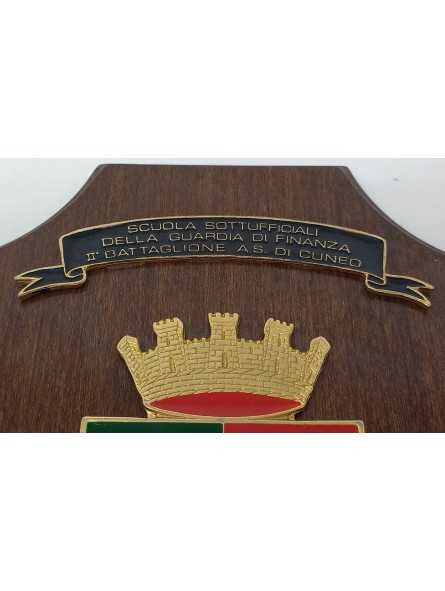 SCUOLA SOTTUFFICIALI
DELLA GUARDIA DI FINANZA
II° BATTAGLIONE A.S. DI CUNEO